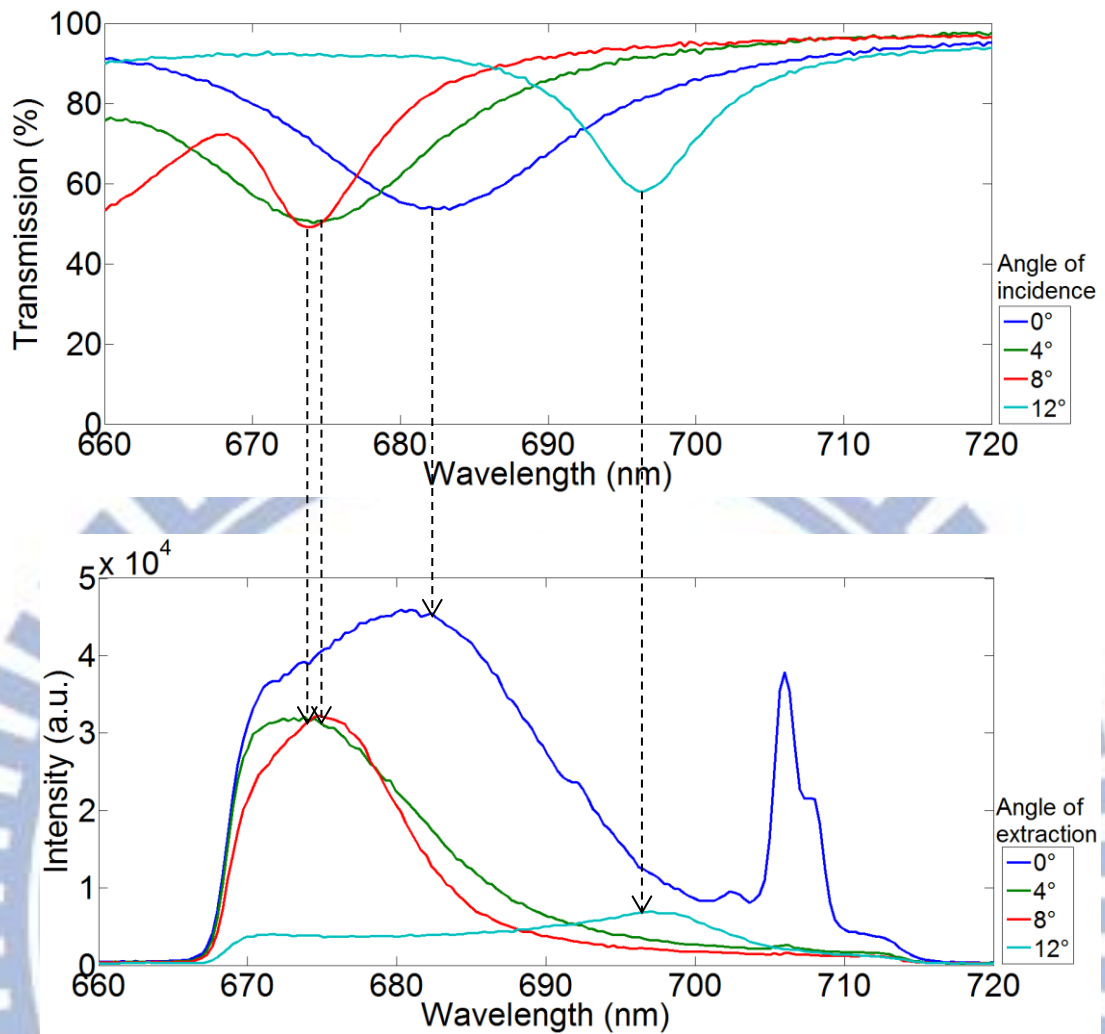 100
80
60
40
20
0
Transmission (%)
660 670 680 690 700 710 720
Wavelength (nm)
Angle of
incidence
0°
4°
8°
12°
x 10⁴
5
4
3
2
1
0
Intensity (a.u.)
660 670 680 690 700 710 720
Wavelength (nm)
Angle of
extraction
0°
4°
8°
12°